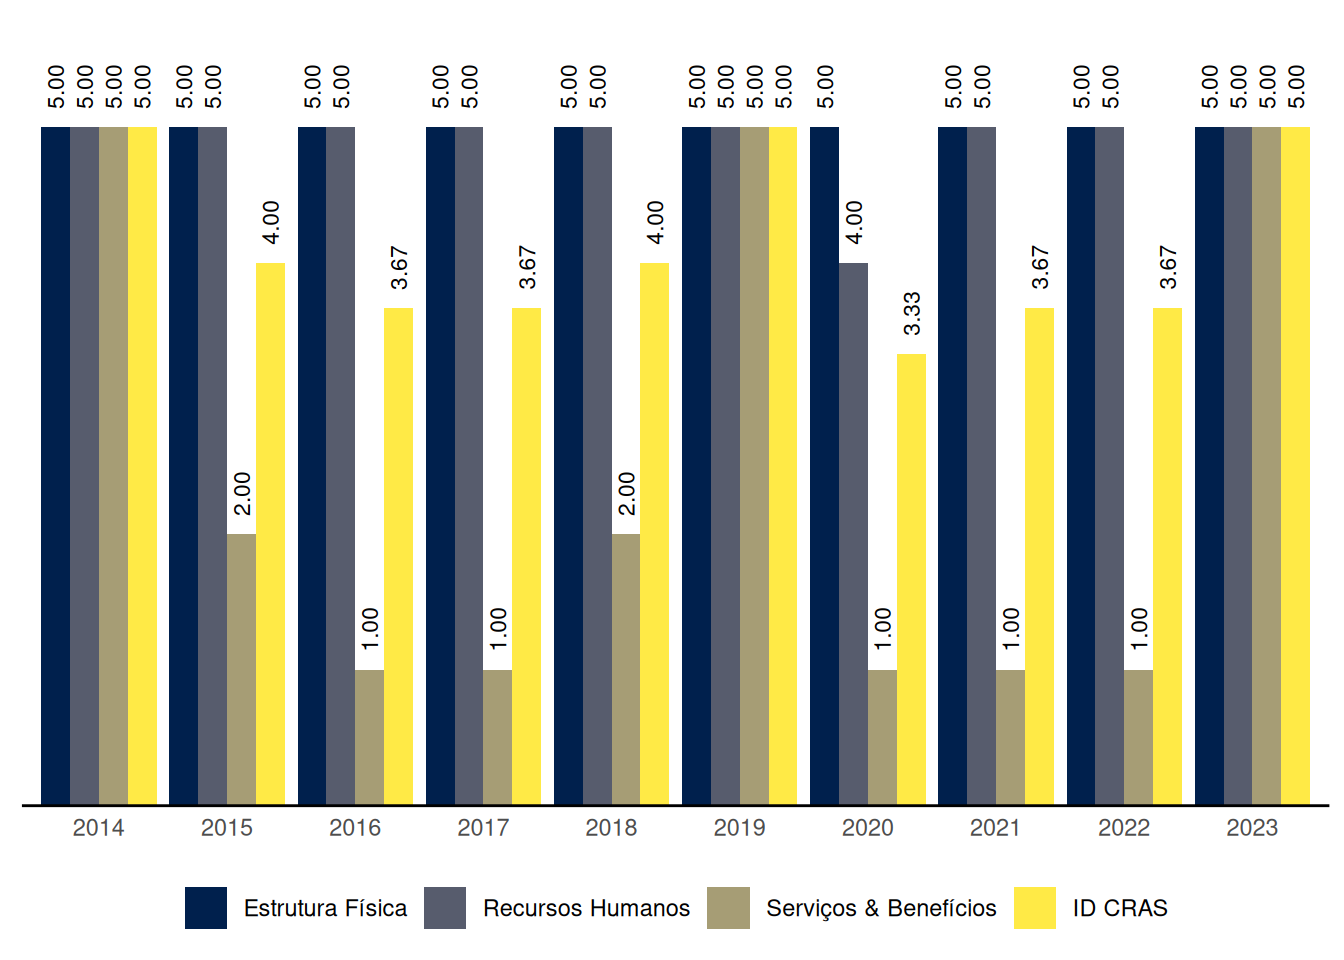 5.00 5.00 5.00 5.00 5.00 5.00 5.00 5.00 5.00 5.00 5.00 5.00 5.00 5.00 5.00 5.00 5.00 5.00 5.00 5.00 5.00 5.00 5.00 5.00 5.00
4.00 4.00 4.00
3.67 3.67 3.33 3.67 3.67
2.00 2.00
1.00 1.00 1.00 1.00 1.00
2014 2015 2016 2017 2018 2019 2020 2021 2022 2023
Estrutura Física Recursos Humanos Serviços & Benefícios ID CRAS